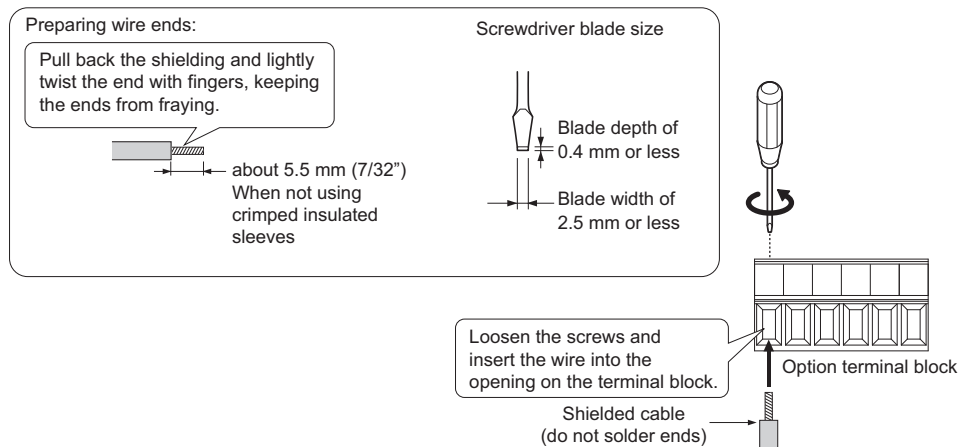 Preparing wire ends:
Pull back the shielding and lightly
twist the end with fingers, keeping
the ends from fraying.
about 5.5 mm (7/32”)
When not using
crimped insulated
sleeves
Screwdriver blade size
Blade depth of
0.4 mm or less
Blade width of
2.5 mm or less
Loosen the screws and
insert the wire into the
opening on the terminal block.
Option terminal block
Shielded cable
(do not solder ends)